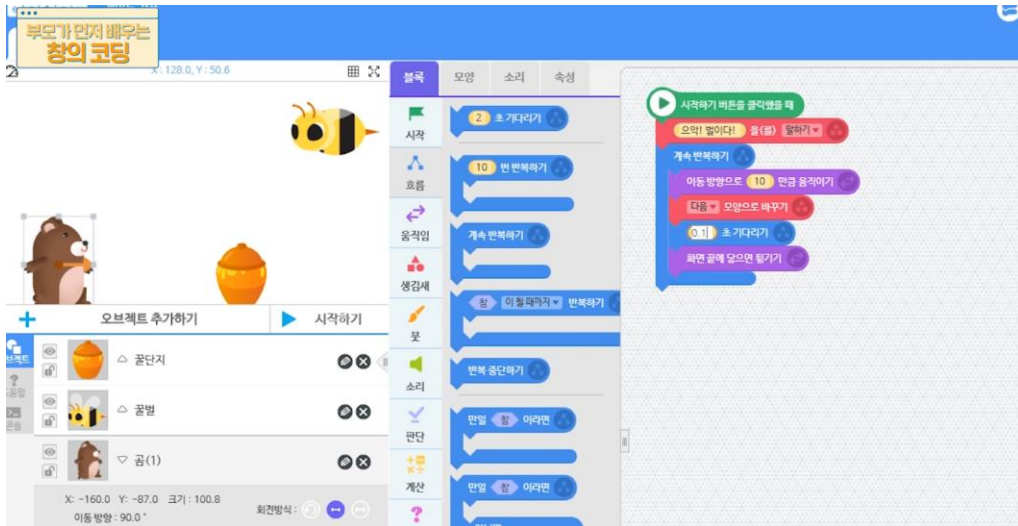 부모가 먼저 배우는
창의 코딩
X : 128.0, Y : 50.6
블록 모양 소리 속성
시작
흐름
움직임
생김새
붓
소리
판단
계산
2 초 기다리기
10 번 반복하기
계속 반복하기
참 이 될 때까지 ▼ 반복하기
반복 중단하기
만일 참 이라면
만일 참 이라면
시작하기 버튼을 클릭했을 때
으악! 벌이다! 을(를) 말하기 ▼
계속 반복하기
이동 방향으로 10 만큼 움직이기
다음 ▼ 모양으로 바꾸기
0.1 초 기다리기
화면 끝에 닿으면 튕기기
+ 오브젝트 추가하기
시작하기
꿀단지
꿀벌
곰(1)
X: -160.0 Y: -87.0 크기 : 100.8
이동 방향 : 90.0˚
회전방식 :